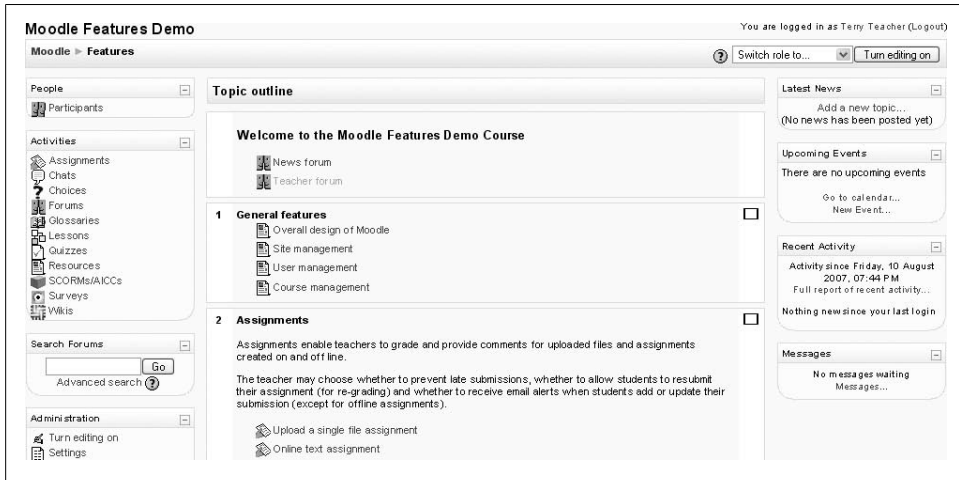 Moodle Features Demo
You are logged in as Terry Teacher (Logout)
Moodle ► Features
Switch role to...
Turn editing on
People
Participants
Activities
Assignments
Chats
Choices
Forums
Glossaries
Lessons
Quizzes
Resources
SCORMs/AICCs
Surveys
Wikis
Search Forums
Go
Advanced search
Administration
Turn editing on
Settings
Topic outline
Welcome to the Moodle Features Demo Course
News forum
Teacher forum
1 General features
Overall design of Moodle
Site management
User management
Course management
2 Assignments
Assignments enable teachers to grade and provide comments for uploaded files and assignments
created on and off line.
The teacher may choose whether to prevent late submissions, whether to allow students to resubmit
their assignment (for re-grading) and whether to receive email alerts when students add or update their
submission (except for offline assignments).
Upload a single file assignment
Online text assignment
Latest News
Add a new topic...
(No news has been posted yet)
Upcoming Events
There are no upcoming events
Go to calendar...
New Event...
Recent Activity
Activity since Friday, 10 August
2007, 07:44 PM
Full report of recent activity...
Nothing new since your last login
Messages
No messages waiting
Messages...